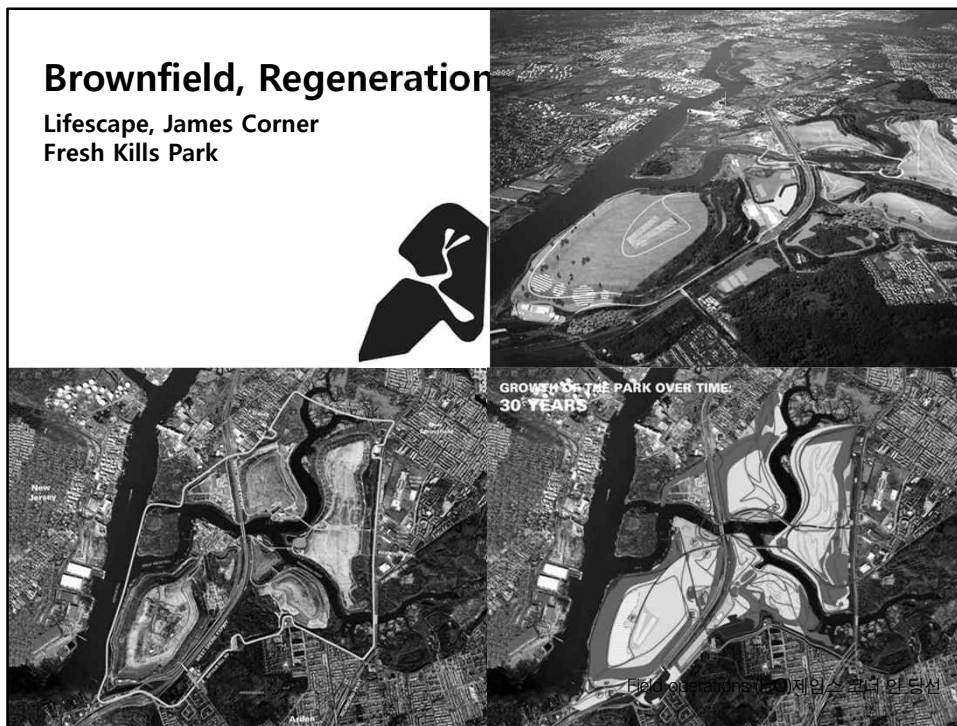 Brownfield, Regeneration
Lifescape, James Corner
Fresh Kills Park
GROWTH OF THE PARK OVER TIME:
30 YEARS
New
Jersey
Arden
Field operations
제임스 코너 안 당선